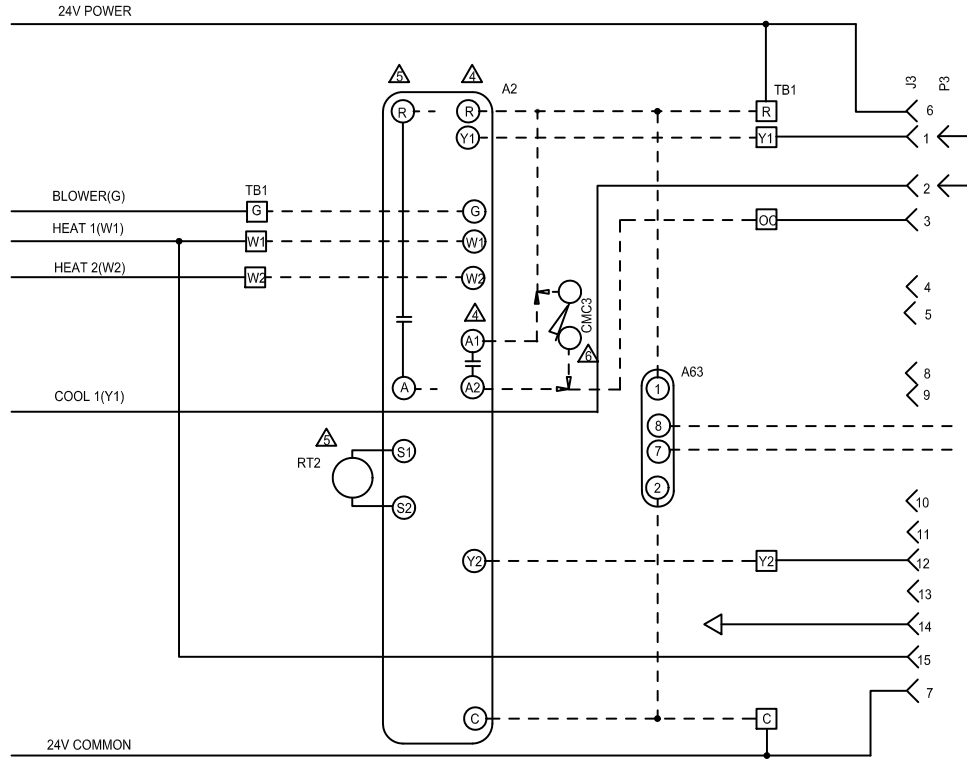 24V POWER
5
4
A2
TB1
J3
P3
R
R
R
6
Y1
Y1
1
BLOWER(G)
TB1
2
G
G
OC
3
HEAT 1(W1)
W1
W1
HEAT 2(W2)
W2
W2
4
CMC3
4
5
A1
6
A63
8
A
A2
1
9
COOL 1(Y1)
8
5
S1
7
RT2
2
10
S2
11
Y2
Y2
12
13
14
15
7
C
C
24V COMMON